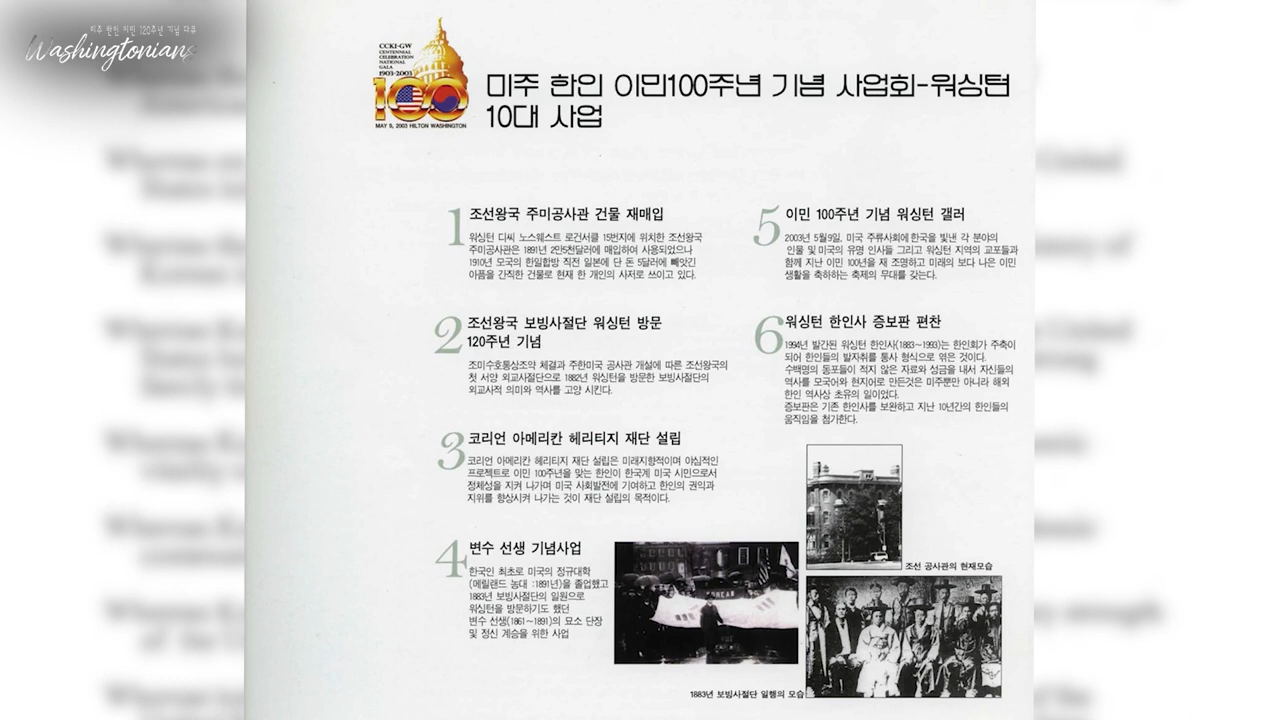 미주 한인 이민 120주년 기념 다큐
Washingtonians
CCKI-GW
CENTENNIAL
CELEBRATION
NATIONAL
GALA
1903-2003
100
MAY 9, 2003 HILTON WASHINGTON
미주 한인 이민100주년 기념 사업회-워싱턴
10대 사업
1 조선왕국 주미공사관 건물 재매입
워싱턴 디씨 노스웨스트 로건서클 15번지에 위치한 조선왕국
주미공사관은 1891년 2만5천달러에 매입하여 사용되었으나
1910년 모국의 한일합방 직전 일본에 단 돈 5달러에 빼앗긴
아픔을 간직한 건물로 현재 한 개인의 사저로 쓰이고 있다.
2 조선왕국 보빙사절단 워싱턴 방문
120주년 기념
조미수호통상조약 체결과 주한미국 공사관 개설에 따른 조선왕국의
첫 서양 외교사절단으로 1882년 워싱턴을 방문한 보빙사절단의
외교사적 의미와 역사를 고양 시킨다.
3 코리언 아메리칸 헤리티지 재단 설립
코리언 아메리칸 헤리티지 재단 설립은 미래지향적이며 야심적인
프로젝트로 이민 100주년을 맞는 한인이 한국계 미국 시민으로서
정체성을 지켜 나가며 미국 사회발전에 기여하고 한인의 권익과
지위를 향상시켜 나가는 것이 재단 설립의 목적이다.
4 변수 선생 기념사업
한국인 최초로 미국의 정규대학
(메릴랜드 농대 :1891년)을 졸업했고
1883년 보빙사절단의 일원으로
워싱턴을 방문하기도 했던
변수 선생(1861~1891)의 묘소 단장
및 정신 계승을 위한 사업
5 이민 100주년 기념 워싱턴 갤러
2003년 5월9일, 미국 주류사회에 한국을 빛낸 각 분야의
인물 및 미국의 유명 인사들 그리고 워싱턴 지역의 교포들과
함께 지난 이민 100년을 재 조명하고 미래의 보다 나은 이민
생활을 축하하는 축제의 무대를 갖는다.
6 워싱턴 한인사 증보판 편찬
1994년 발간된 워싱턴 한인사(1883~1993)는 한인회가 주축이
되어 한인들의 발자취를 통사 형식으로 엮은 것이다.
수백명의 동포들이 적지 않은 자료와 성금을 내서 자신들의
역사를 모국어와 현지어로 만든것은 미주뿐만 아니라 해외
한인 역사상 초유의 일이었다.
증보판은 기존 한인사를 보완하고 지난 10년간의 한인들의
움직임을 첨가한다.
조선 공사관의 현재모습
KOREAN
1883년 보빙사절단 일행의 모습